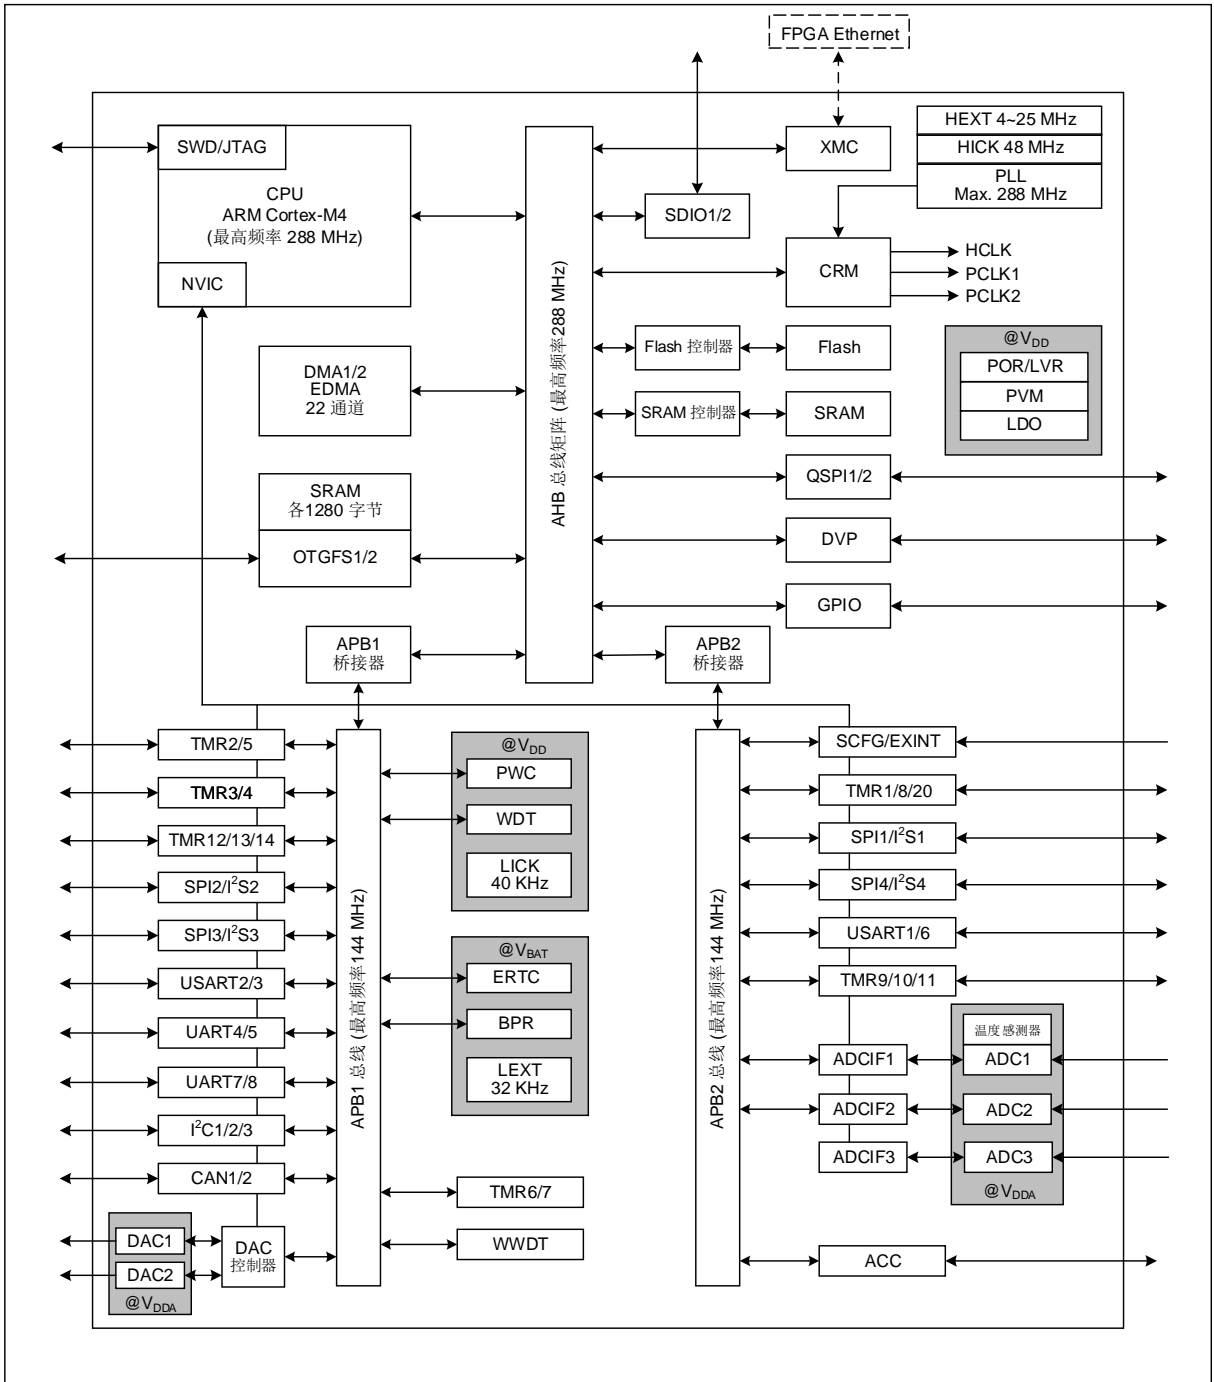 FPGA Ethernet
SWD/JTAG
CPU
ARM Cortex-M4
(最高频率 288 MHz)
NVIC
DMA1/2
EDMA
22 通道
SRAM
各1280 字节
OTGFS1/2
APB1
桥接器
AHB 总线矩阵 (最高频率288 MHz)
XMC
SDIO1/2
HEXT 4~25 MHz
HICK 48 MHz
PLL
Max. 288 MHz
CRM
HCLK
PCLK1
PCLK2
Flash 控制器
Flash
SRAM 控制器
SRAM
@V_DD
POR/LVR
PVM
LDO
QSPI1/2
DVP
GPIO
APB2
桥接器
TMR2/5
TMR3/4
TMR12/13/14
SPI2/I²S2
SPI3/I²S3
USART2/3
UART4/5
UART7/8
I²C1/2/3
CAN1/2
DAC1
DAC2
@V_DDA
DAC
控制器
APB1 总线 (最高频率144 MHz)
@V_DD
PWC
WDT
LICK
40 KHz
@V_BAT
ERTC
BPR
LEXT
32 KHz
TMR6/7
WWDT
APB2 总线 (最高频率144 MHz)
SCFG/EXINT
TMR1/8/20
SPI1/I²S1
SPI4/I²S4
USART1/6
TMR9/10/11
ADCIF1
ADCIF2
ADCIF3
温度感测器
ADC1
ADC2
ADC3
@V_DDA
ACC